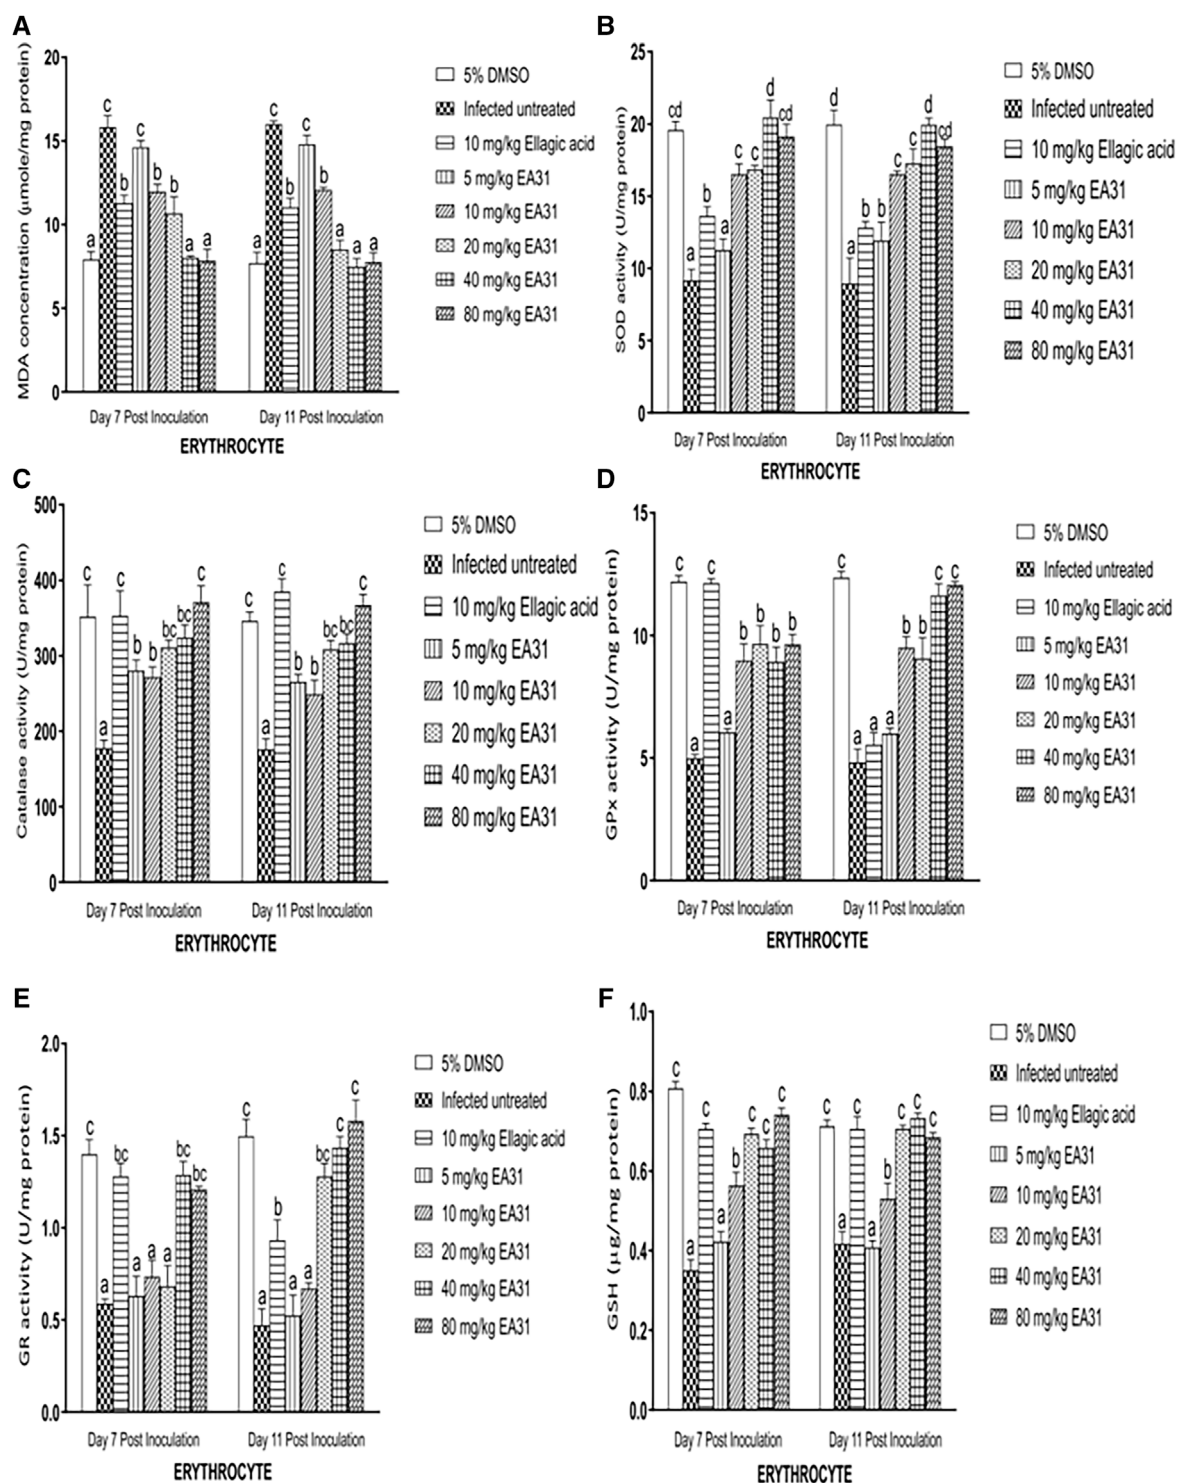 A
MDA concentration (µmole/mg protein)
20
15
10
5
0
a c b c b b a a
a c b c b a a a
Day 7 Post Inoculation
Day 11 Post Inoculation
ERYTHROCYTE
5% DMSO
Infected untreated
10 mg/kg Ellagic acid
5 mg/kg EA31
10 mg/kg EA31
20 mg/kg EA31
40 mg/kg EA31
80 mg/kg EA31
B
SOD activity (U/mg protein)
25
20
15
10
5
0
cd a b a c c d cd
d a b b c c d cd
Day 7 Post Inoculation
Day 11 Post Inoculation
ERYTHROCYTE
5% DMSO
Infected untreated
10 mg/kg Ellagic acid
5 mg/kg EA31
10 mg/kg EA31
20 mg/kg EA31
40 mg/kg EA31
80 mg/kg EA31
C
Catalase activity (U/mg protein)
500
400
300
200
100
0
c a c b b bc bc c
c a c b b bc bc c
Day 7 Post Inoculation
Day 11 Post Inoculation
ERYTHROCYTE
5% DMSO
Infected untreated
10 mg/kg Ellagic acid
5 mg/kg EA31
10 mg/kg EA31
20 mg/kg EA31
40 mg/kg EA31
80 mg/kg EA31
D
GPx activity (U/mg protein)
15
10
5
0
c a c a b b b b
c a a a b b c c
Day 7 Post Inoculation
Day 11 Post Inoculation
ERYTHROCYTE
5% DMSO
Infected untreated
10 mg/kg Ellagic acid
5 mg/kg EA31
10 mg/kg EA31
20 mg/kg EA31
40 mg/kg EA31
80 mg/kg EA31
E
GR activity (U/mg protein)
2.0
1.5
1.0
0.5
0.0
c a bc a a a bc bc
c a b a a bc c c
Day 7 Post Inoculation
Day 11 Post Inoculation
ERYTHROCYTE
5% DMSO
Infected untreated
10 mg/kg Ellagic acid
5 mg/kg EA31
10 mg/kg EA31
20 mg/kg EA31
40 mg/kg EA31
80 mg/kg EA31
F
GSH (µg/mg protein)
1.0
0.8
0.6
0.4
0.2
0.0
c a c a b c c c
c a c a b c c c
Day 7 Post Inoculation
Day 11 Post Inoculation
ERYTHROCYTE
5% DMSO
Infected untreated
10 mg/kg Ellagic acid
5 mg/kg EA31
10 mg/kg EA31
20 mg/kg EA31
40 mg/kg EA31
80 mg/kg EA31